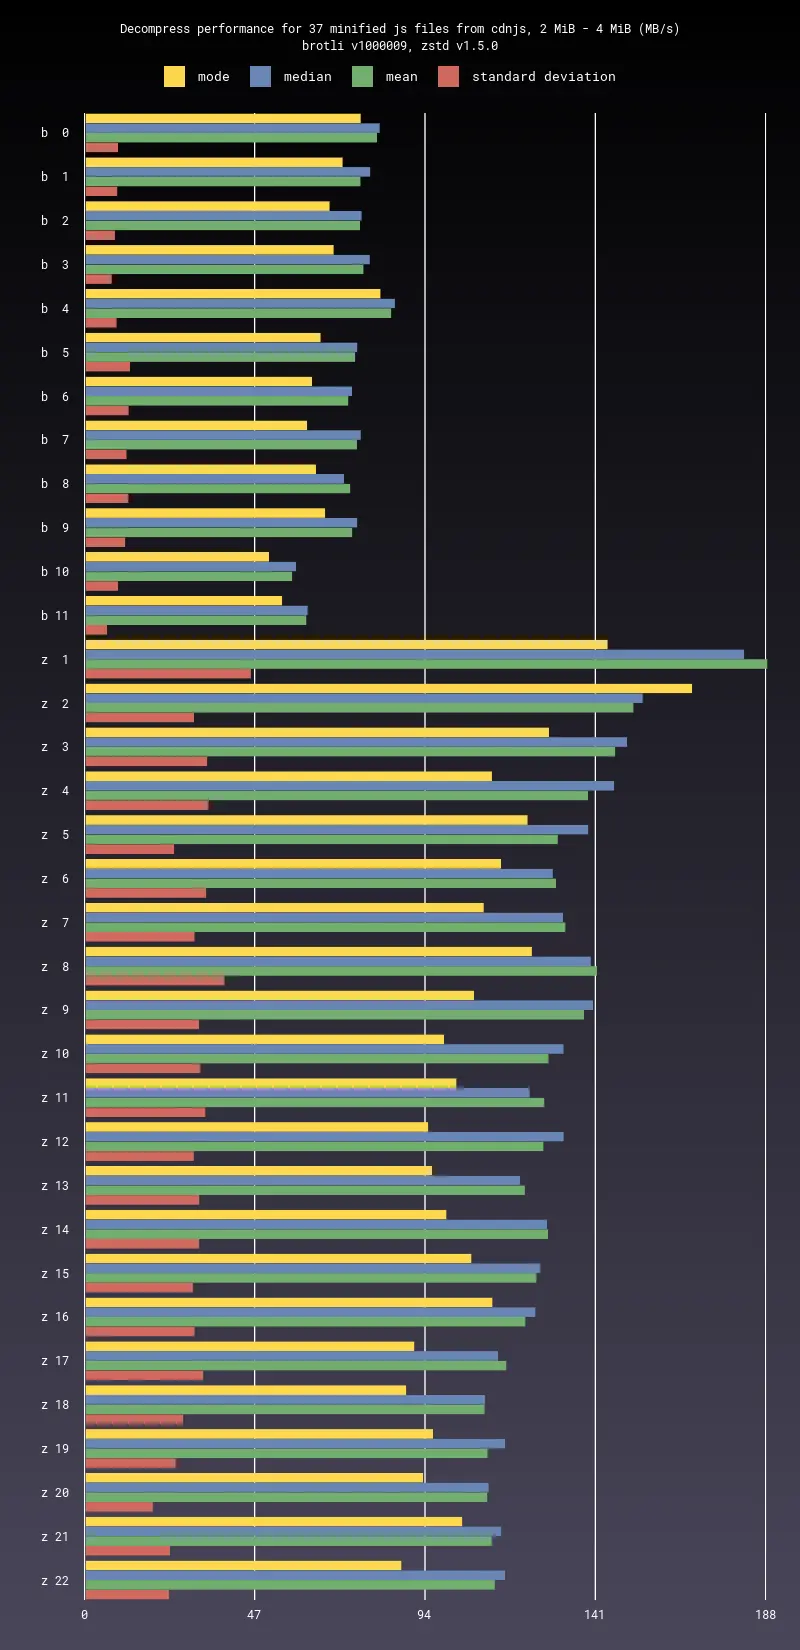 Decompress performance for 37 minified js files from cdnjs, 2 MiB - 4 MiB (MB/s)
brotli v1000009, zstd v1.5.0
mode median mean standard deviation
b 0
b 1
b 2
b 3
b 4
b 5
b 6
b 7
b 8
b 9
b 10
b 11
z 1
z 2
z 3
z 4
z 5
z 6
z 7
z 8
z 9
z 10
z 11
z 12
z 13
z 14
z 15
z 16
z 17
z 18
z 19
z 20
z 21
z 22
0 47 94 141 188